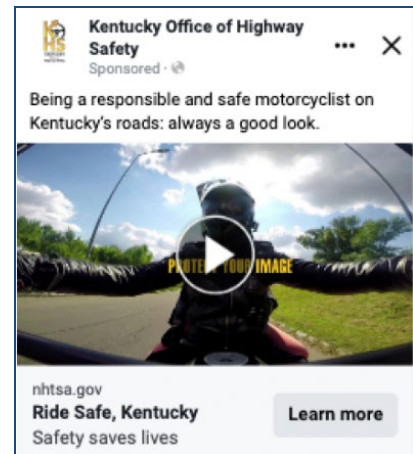 KHS
Kentucky Office of Highway
Safety
Sponsored ·
Being a responsible and safe motorcyclist on
Kentucky's roads: always a good look.
PROTECT YOUR IMAGE
nhtsa.gov
Ride Safe, Kentucky
Learn more
Safety saves lives